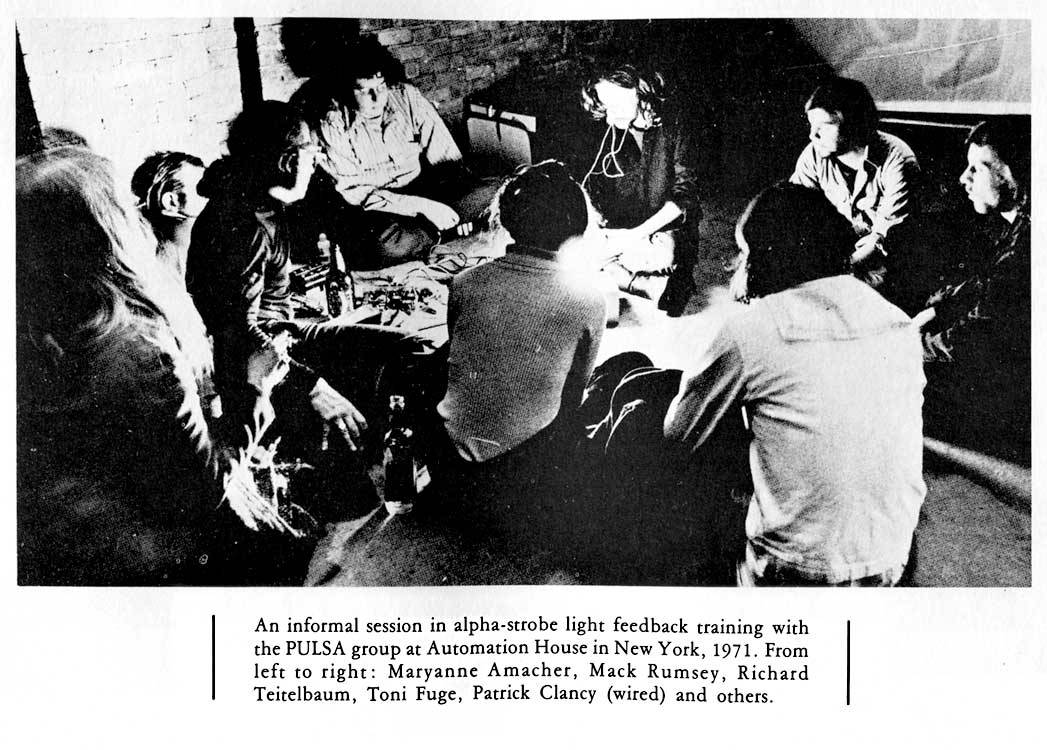 An informal session in alpha-strobe light feedback training with
the PULSA group at Automation House in New York, 1971. From
left to right: Maryanne Amacher, Mack Rumsey, Richard
Teitelbaum, Toni Fuge, Patrick Clancy (wired) and others.